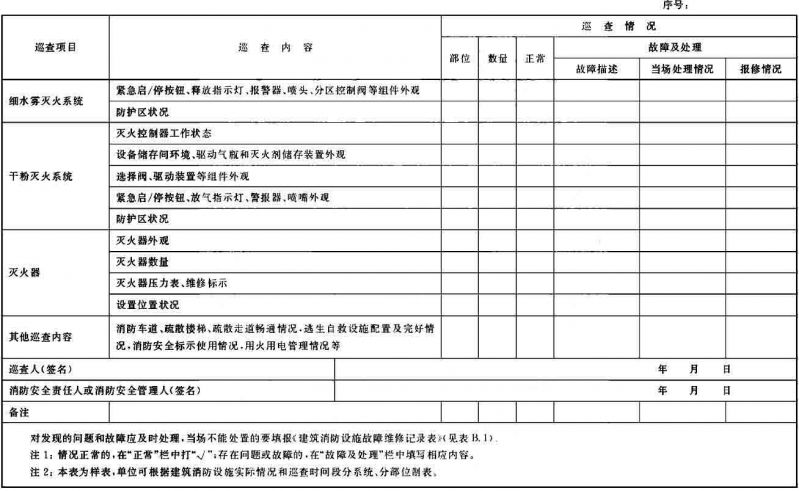 序号：
巡查项目
巡查内容
巡查情况
部位
数量
正常
故障及处理
故障描述
当场处理情况
报修情况
细水雾灭火系统
紧急启/停按钮、释放指示灯、报警器、喷头、分区控制阀等组件外观
防护区状况
干粉灭火系统
灭火控制器工作状态
设备储存间环境、驱动气瓶和灭火剂储存装置外观
选择阀、驱动装置等组件外观
紧急启/停按钮、放气指示灯、警报器、喷嘴外观
防护区状况
灭火器
灭火器外观
灭火器数量
灭火器压力表、维修标示
设置位置状况
其他巡查内容
消防车道、疏散楼梯、疏散走道畅通情况，逃生自救设施配置及完好情
况，消防安全标示使用情况，用火用电管理情况等
巡查人(签名)
年 月 日
消防安全责任人或消防安全管理人(签名)
年 月 日
备注
对发现的问题和故障应及时处理，当场不能处置的要填报《建筑消防设施故障维修记录表》(见表B.1)。
注1：情况正常的，在“正常”栏中打“√”；存在问题或故障的，在“故障及处理”栏中填写相应内容。
注2：本表为样表，单位可根据建筑消防设施实际情况和巡查时间段分系统、分部位制表。